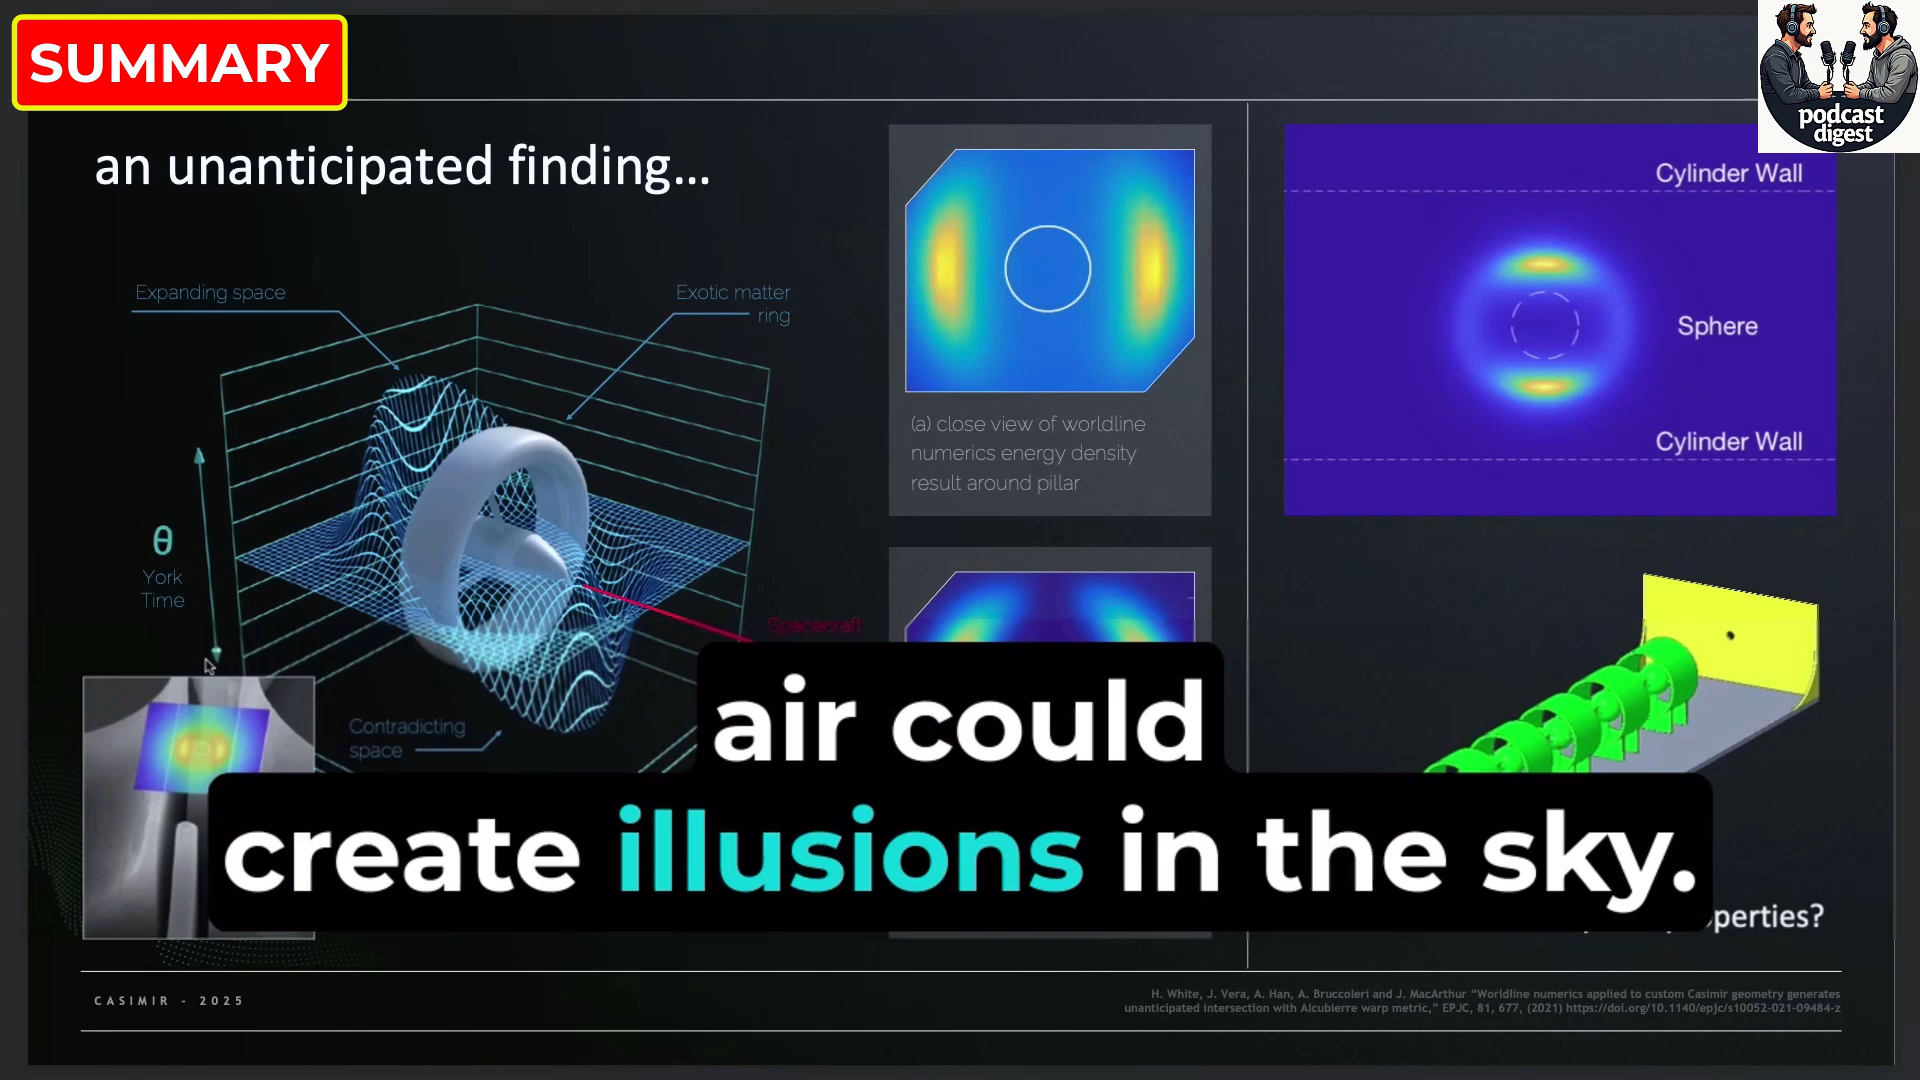 SUMMARY
podcast
digest
an unanticipated finding...
Expanding space
Exotic matter
ring
θ
York
Time
Spacecraft
Contradicting
space
(a) close view of worldline
numerics energy density
result around pillar
Cylinder Wall
Sphere
Cylinder Wall
air could
create illusions in the sky.
CASIMIR - 2025
H. White, J. Vera, A. Han, A. Bruccoleri and J. MacArthur “Worldline numerics applied to custom Casimir geometry generates
unanticipated intersection with Alcubierre warp metric,” EPJC, 81, 677, (2021) https://doi.org/10.1140/epjc/s10052-021-09484-z